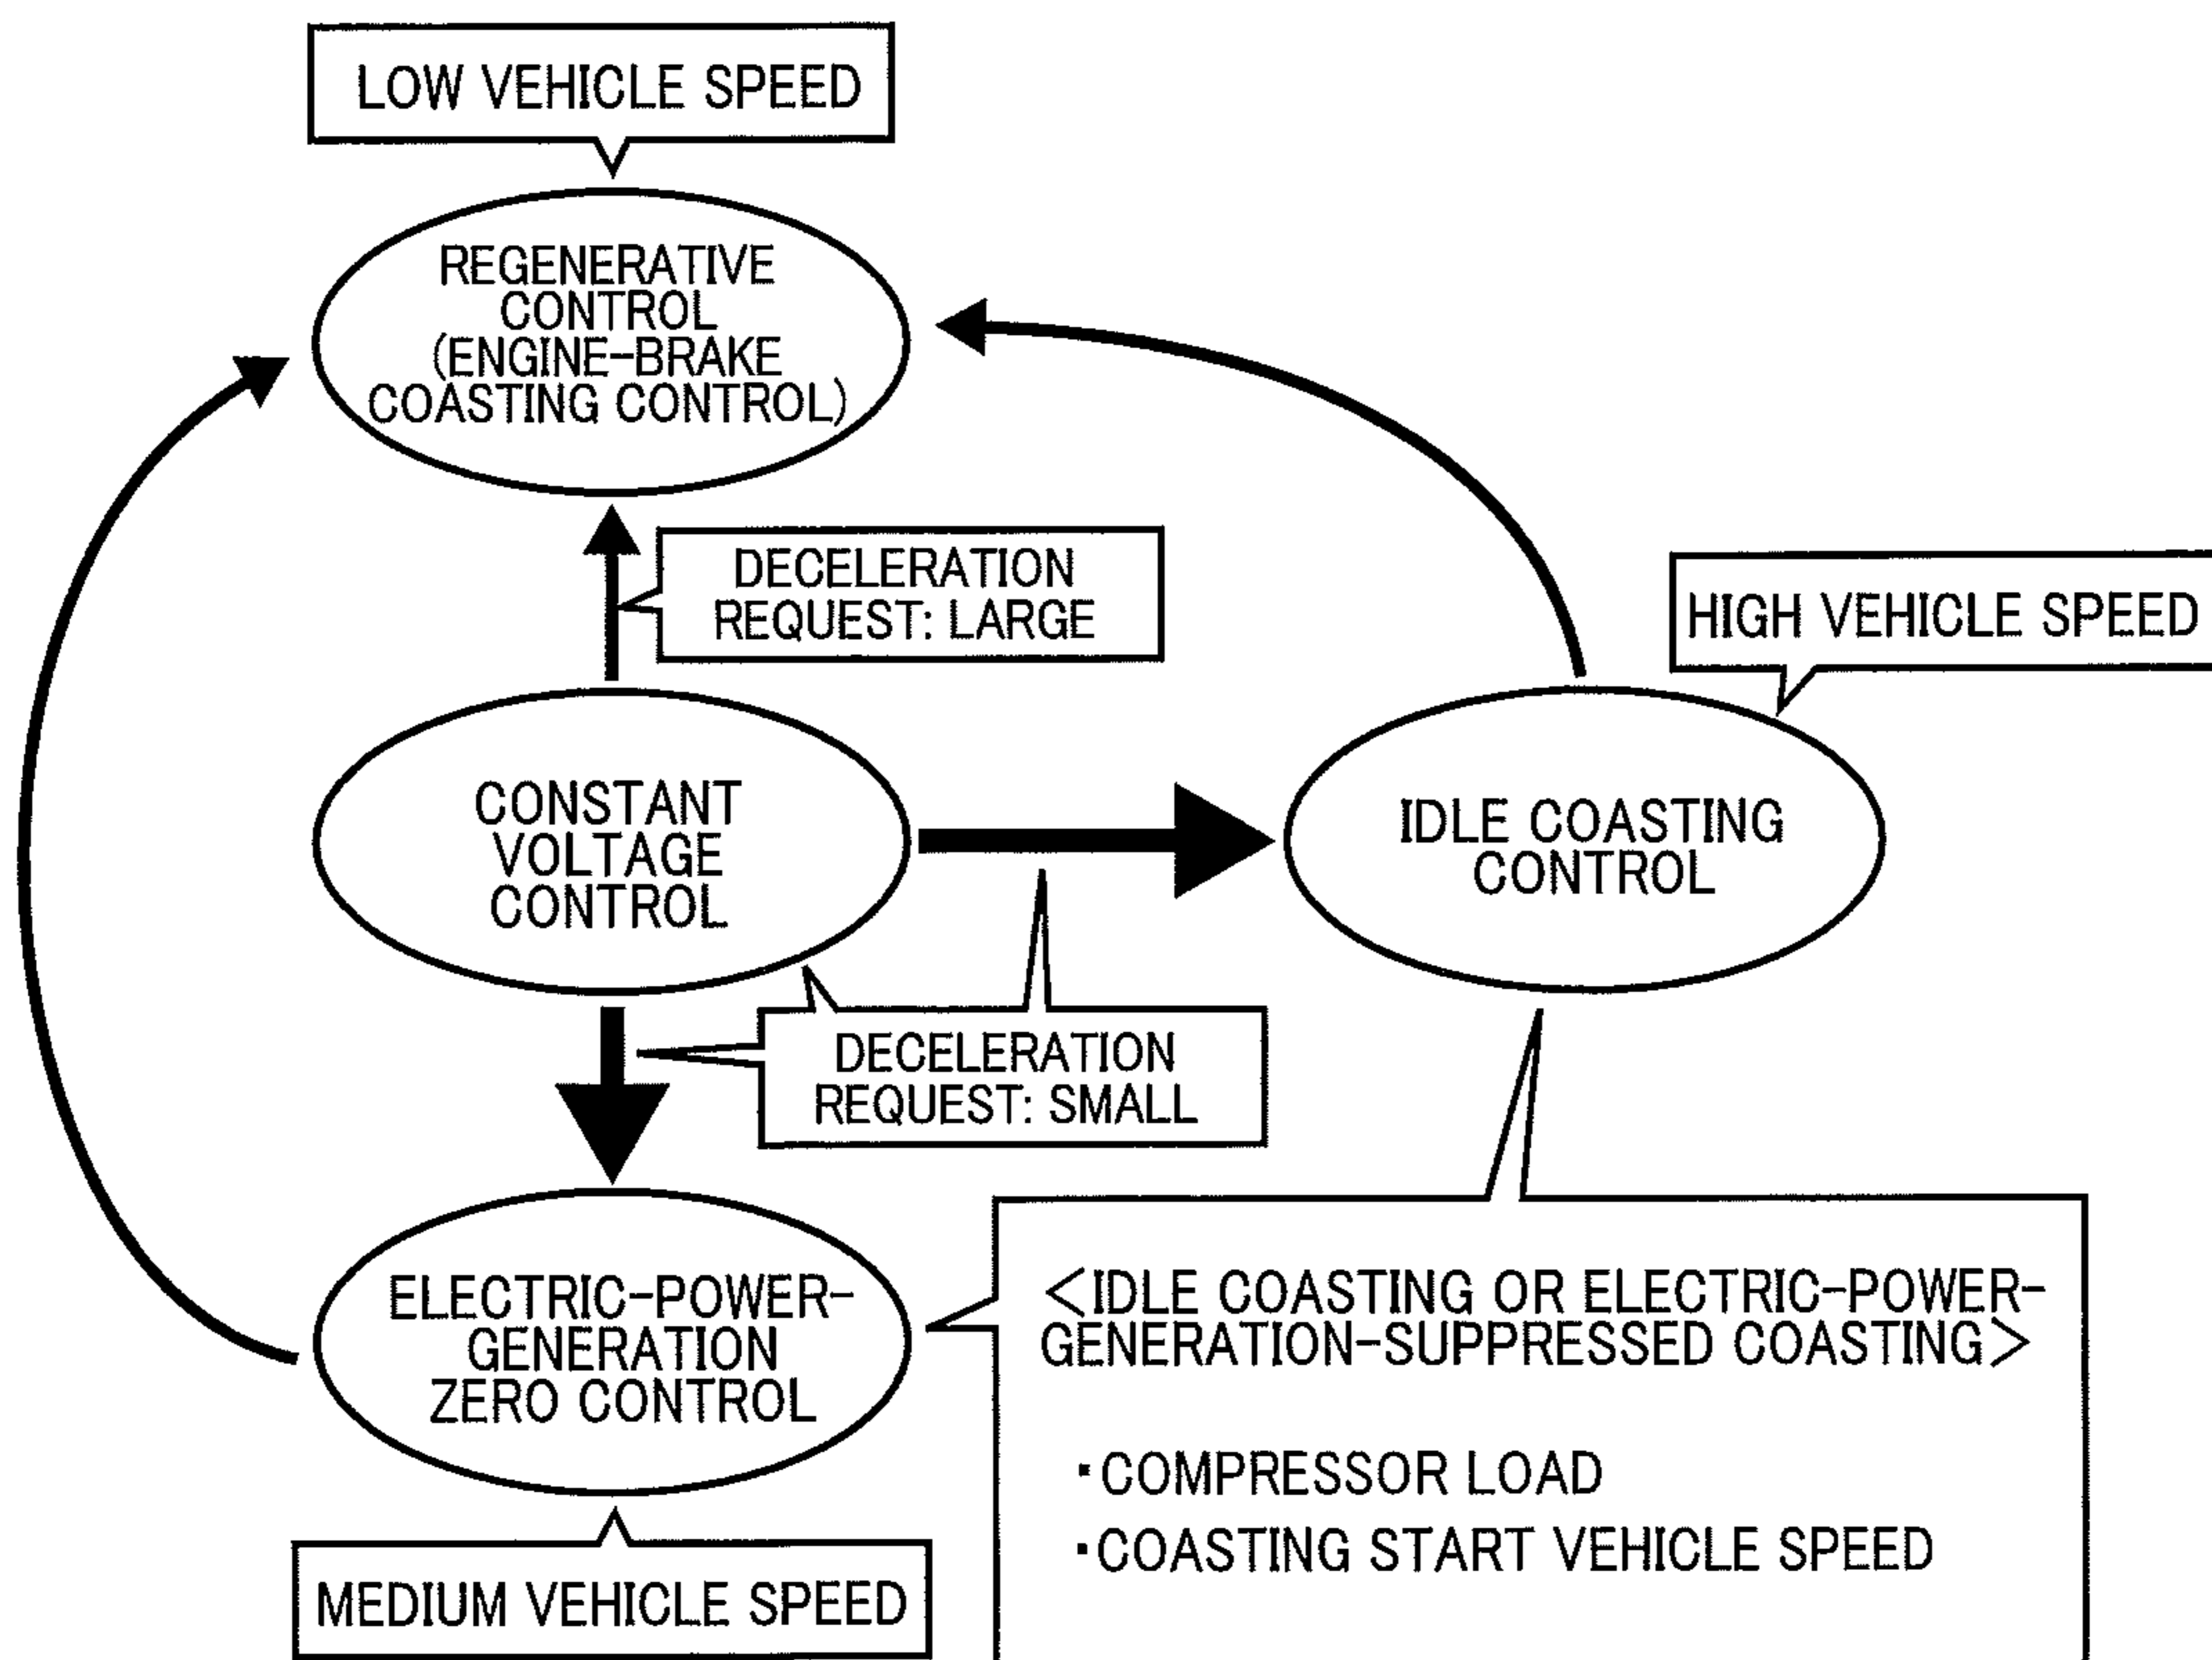 LOW VEHICLE SPEED
REGENERATIVE
CONTROL
(ENGINE-BRAKE
COASTING CONTROL)
DECELERATION
REQUEST: LARGE
HIGH VEHICLE SPEED
CONSTANT
VOLTAGE
CONTROL
IDLE COASTING
CONTROL
DECELERATION
REQUEST: SMALL
ELECTRIC-POWER-
GENERATION
ZERO CONTROL
<IDLE COASTING OR ELECTRIC-POWER-
GENERATION-SUPPRESSED COASTING>
・COMPRESSOR LOAD
・COASTING START VEHICLE SPEED
MEDIUM VEHICLE SPEED